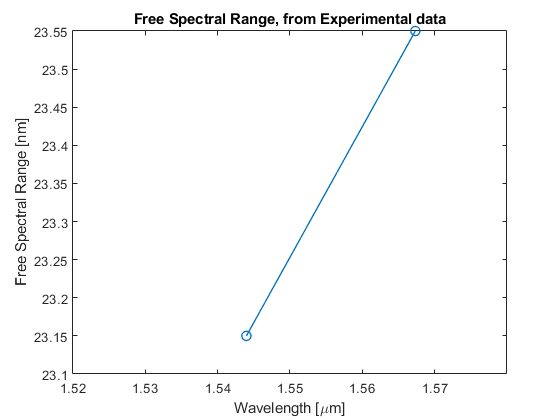 Free Spectral Range, from Experimental data
Free Spectral Range [nm]
23.55
23.5
23.45
23.4
23.35
23.3
23.25
23.2
23.15
23.1
1.52 1.53 1.54 1.55 1.56 1.57
Wavelength [μm]